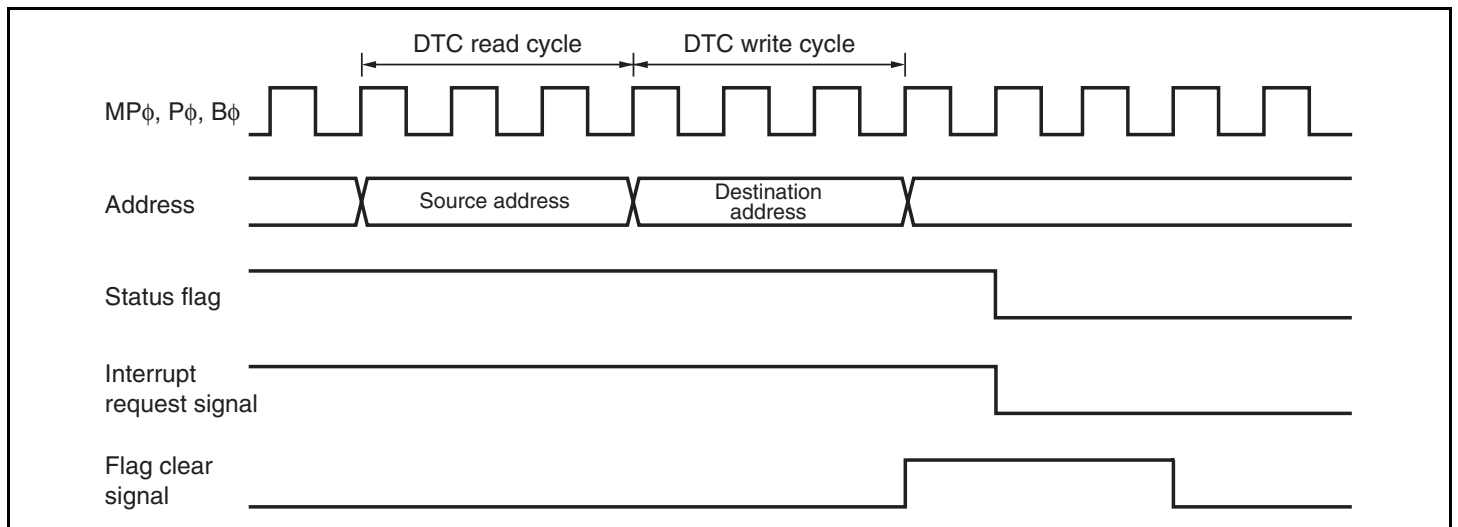 DTC read cycle
DTC write cycle
MPϕ, Pϕ, Bϕ
Address
Source address
Destination
address
Status flag
Interrupt
request signal
Flag clear
signal